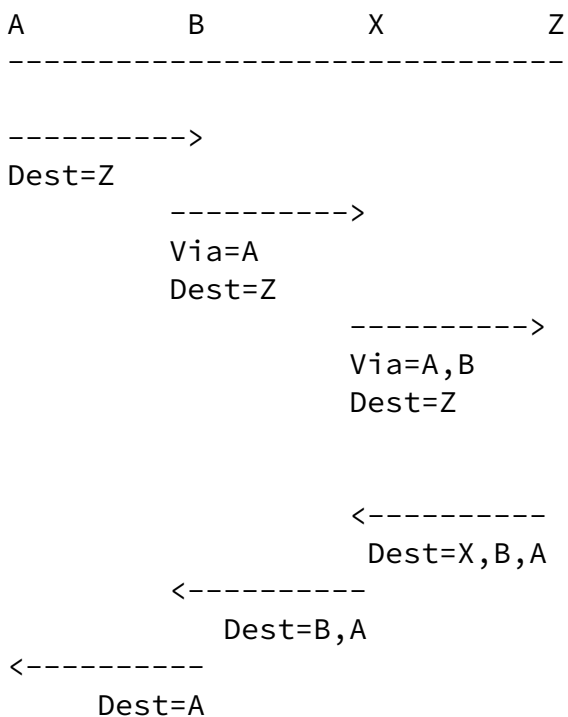 A B X Z
-------------------------------
---------->
Dest=Z
---------->
Via=A
Dest=Z
---------->
Via=A,B
Dest=Z
<----------
Dest=X,B,A
<----------
Dest=B,A
<----------
Dest=A